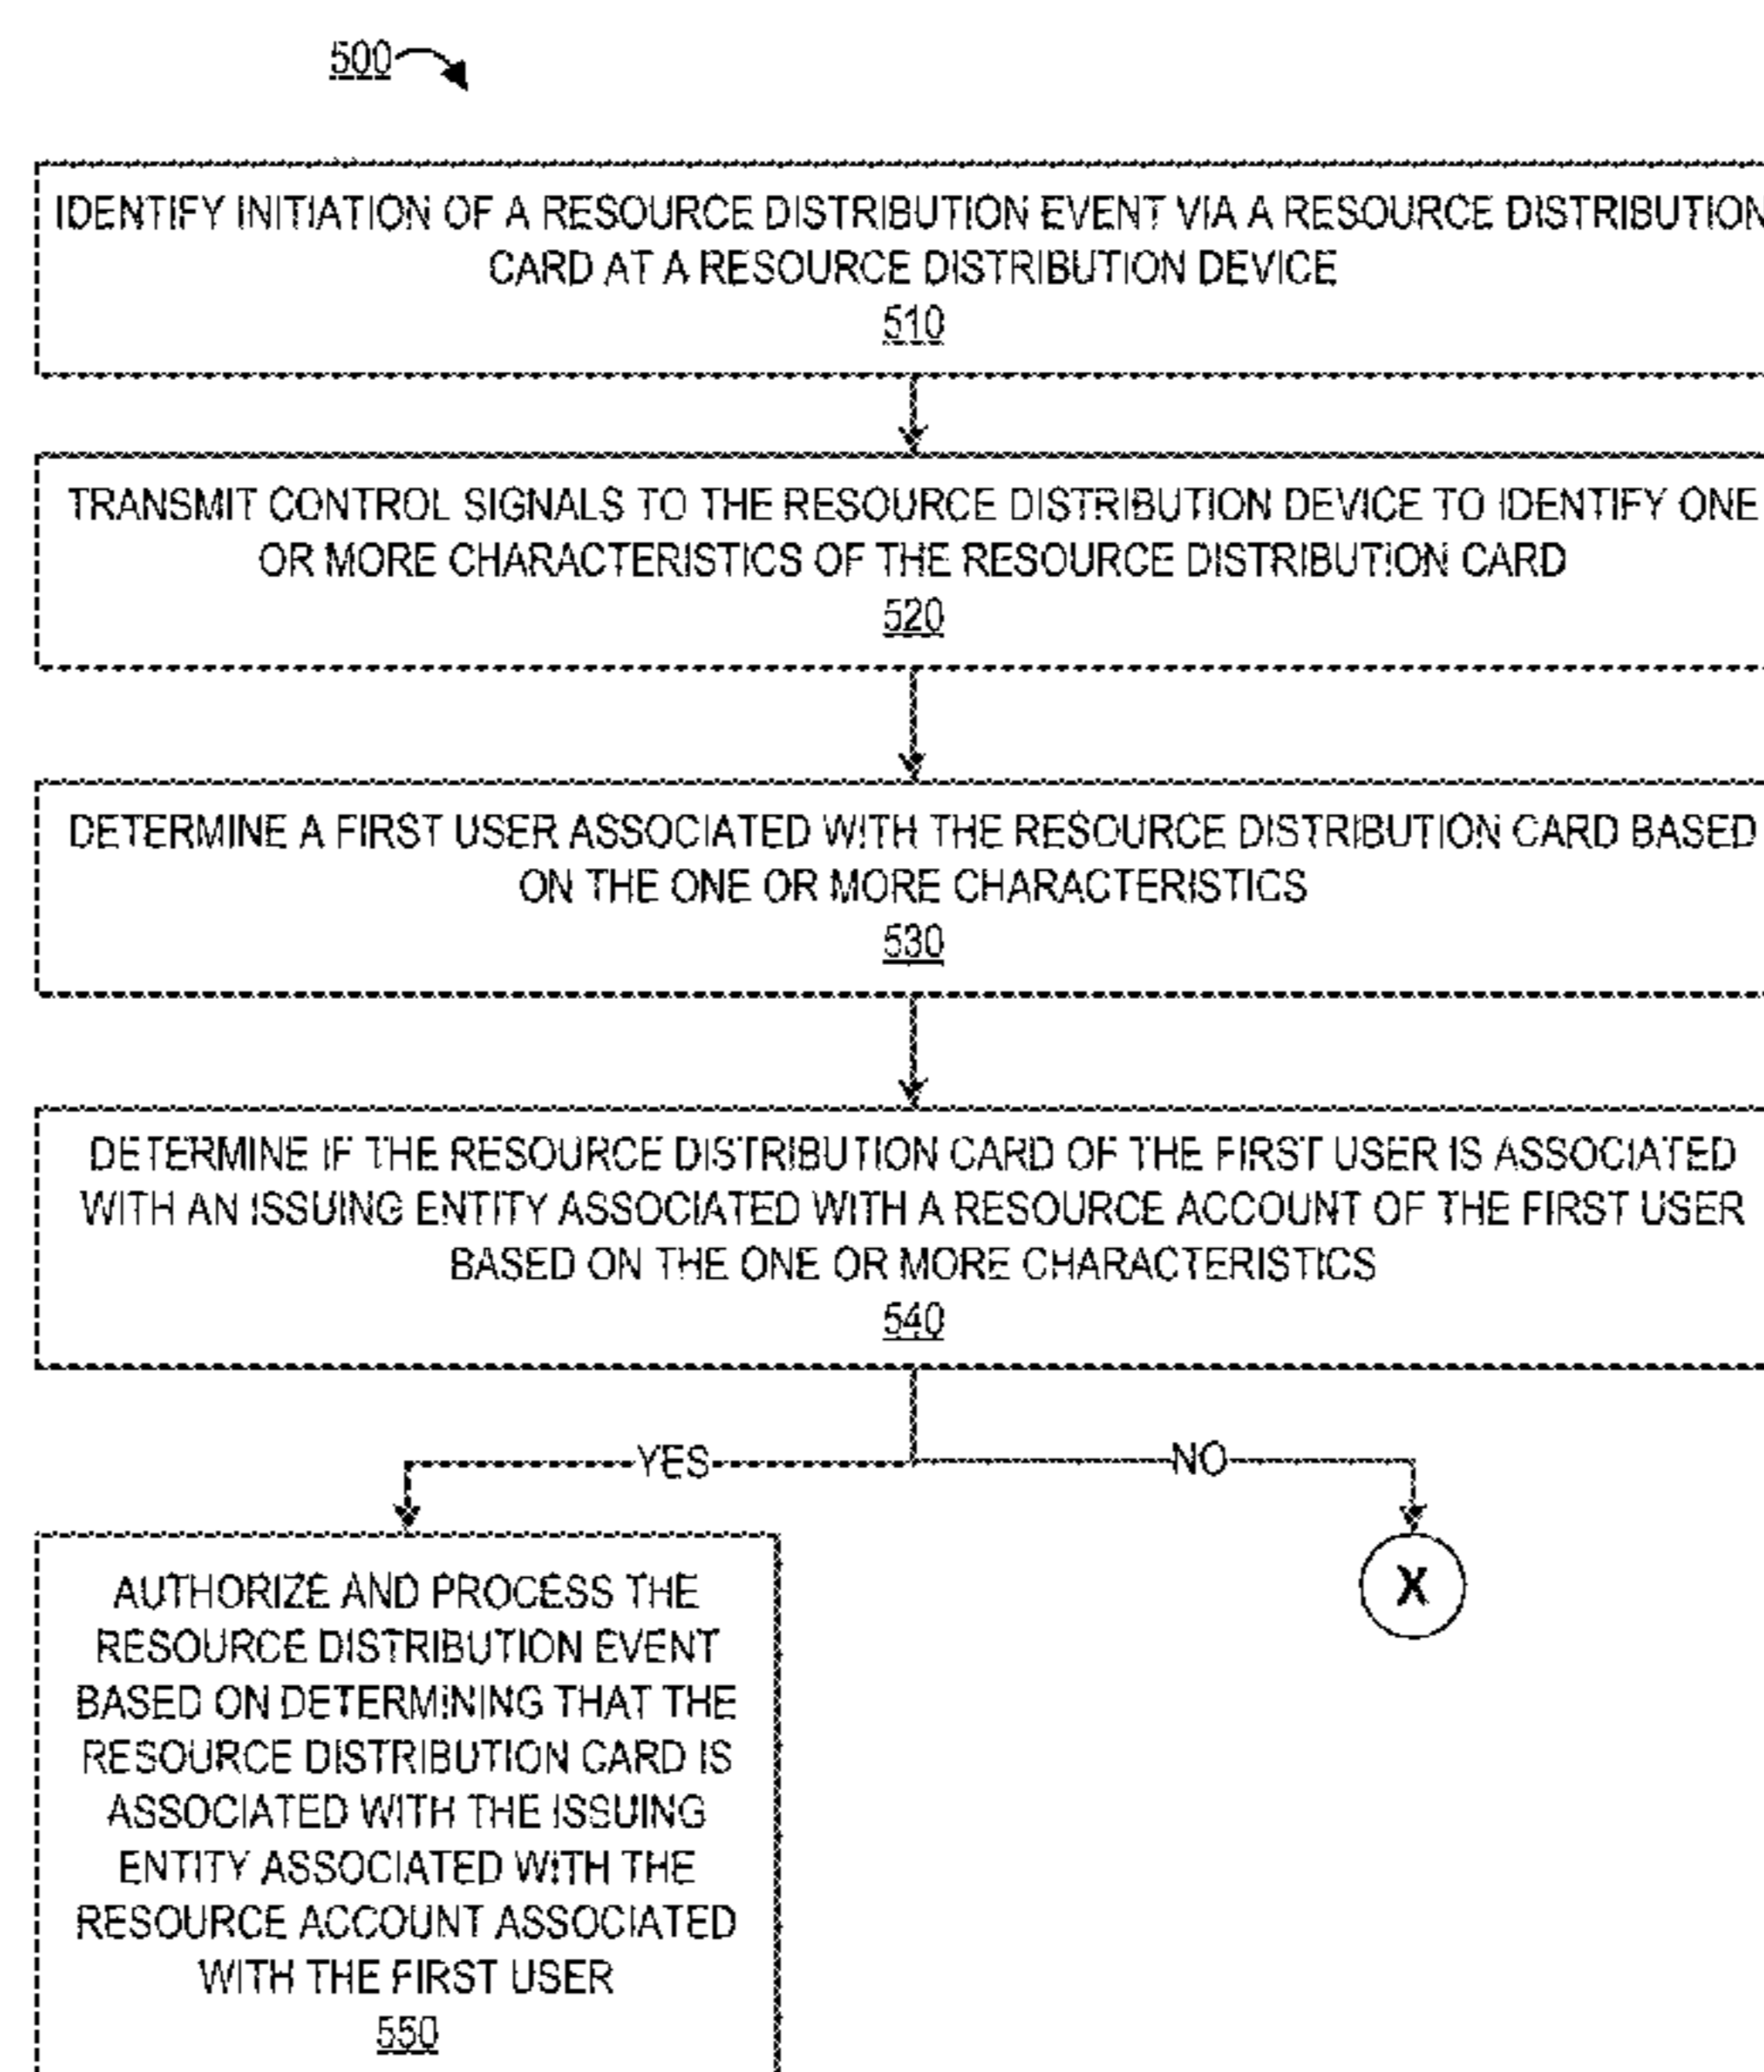 500
IDENTIFY INITIATION OF A RESOURCE DISTRIBUTION EVENT VIA A RESOURCE DISTRIBUTION
CARD AT A RESOURCE DISTRIBUTION DEVICE
510
TRANSMIT CONTROL SIGNALS TO THE RESOURCE DISTRIBUTION DEVICE TO IDENTIFY ONE
OR MORE CHARACTERISTICS OF THE RESOURCE DISTRIBUTION CARD
520
DETERMINE A FIRST USER ASSOCIATED WITH THE RESOURCE DISTRIBUTION CARD BASED
ON THE ONE OR MORE CHARACTERISTICS
530
DETERMINE IF THE RESOURCE DISTRIBUTION CARD OF THE FIRST USER IS ASSOCIATED
WITH AN ISSUING ENTITY ASSOCIATED WITH A RESOURCE ACCOUNT OF THE FIRST USER
BASED ON THE ONE OR MORE CHARACTERISTICS
540
YES
NO
X
AUTHORIZE AND PROCESS THE
RESOURCE DISTRIBUTION EVENT
BASED ON DETERMINING THAT THE
RESOURCE DISTRIBUTION CARD IS
ASSOCIATED WITH THE ISSUING
ENTITY ASSOCIATED WITH THE
RESOURCE ACCOUNT ASSOCIATED
WITH THE FIRST USER
550